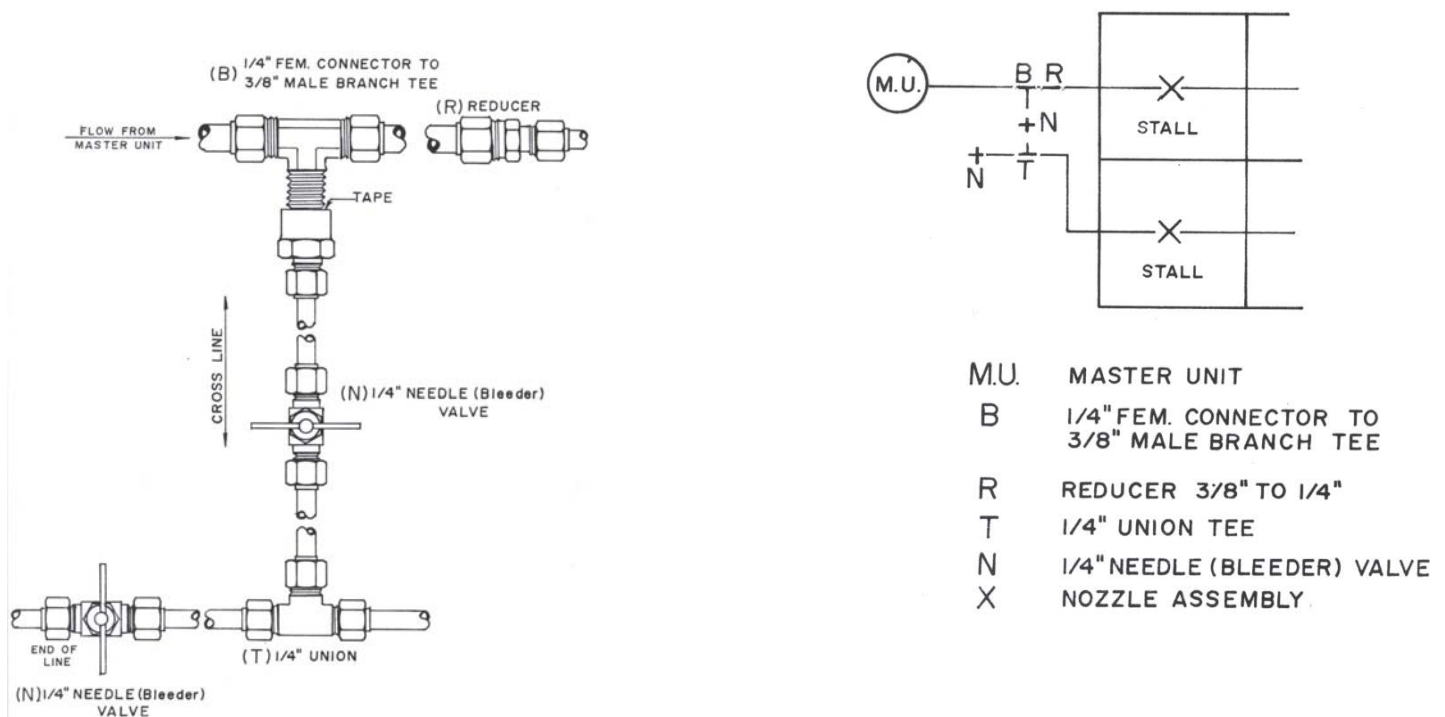 (B) 1/4" FEM. CONNECTOR TO
3/8" MALE BRANCH TEE
(R) REDUCER
FLOW FROM
MASTER UNIT
TAPE
CROSS LINE
(N) 1/4" NEEDLE (Bleeder)
VALVE
END OF
LINE
(T) 1/4" UNION
(N) 1/4" NEEDLE (Bleeder)
VALVE
M.U.
B R
N
STALL
N
T
STALL
M.U. MASTER UNIT
B 1/4" FEM. CONNECTOR TO
3/8" MALE BRANCH TEE
R REDUCER 3/8" TO 1/4"
T 1/4" UNION TEE
N 1/4" NEEDLE (BLEEDER) VALVE
X NOZZLE ASSEMBLY